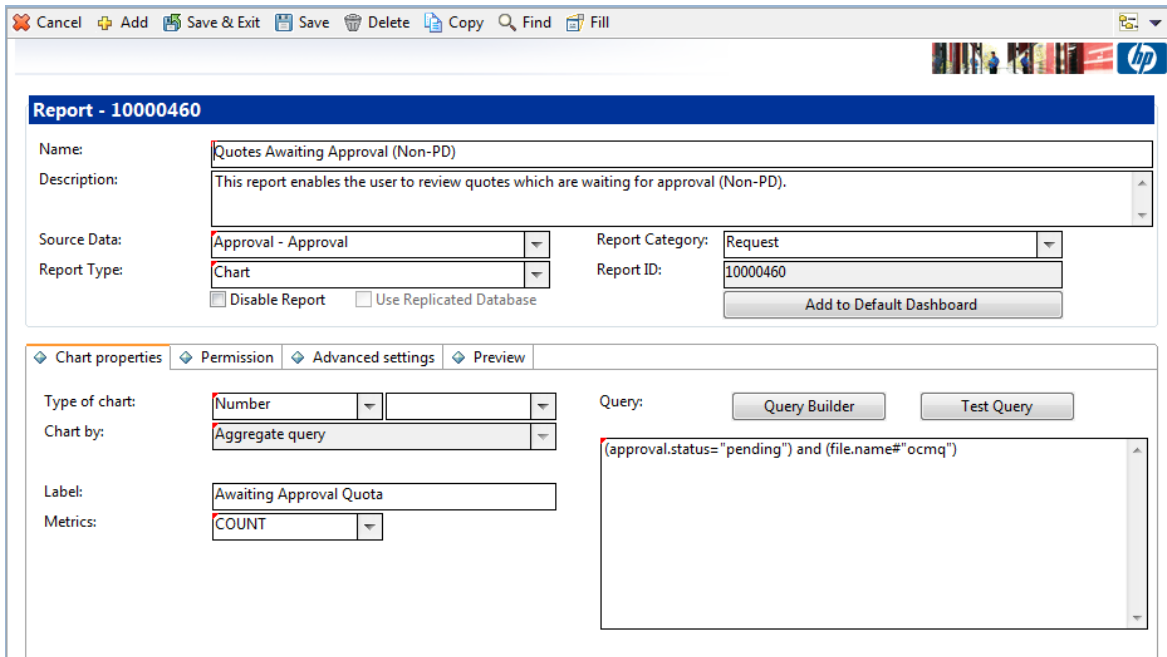 Cancel Add Save & Exit Save Delete Copy Find Fill
hp
Report - 10000460
Name: Quotes Awaiting Approval (Non-PD)
Description: This report enables the user to review quotes which are waiting for approval (Non-PD).
Source Data: Approval - Approval Report Category: Request
Report Type: Chart Report ID: 10000460
Disable Report Use Replicated Database Add to Default Dashboard
Chart properties Permission Advanced settings Preview
Type of chart: Number Query: Query Builder Test Query
Chart by: Aggregate query
(approval.status="pending") and (file.name#"ocmq")
Label: Awaiting Approval Quota
Metrics: COUNT